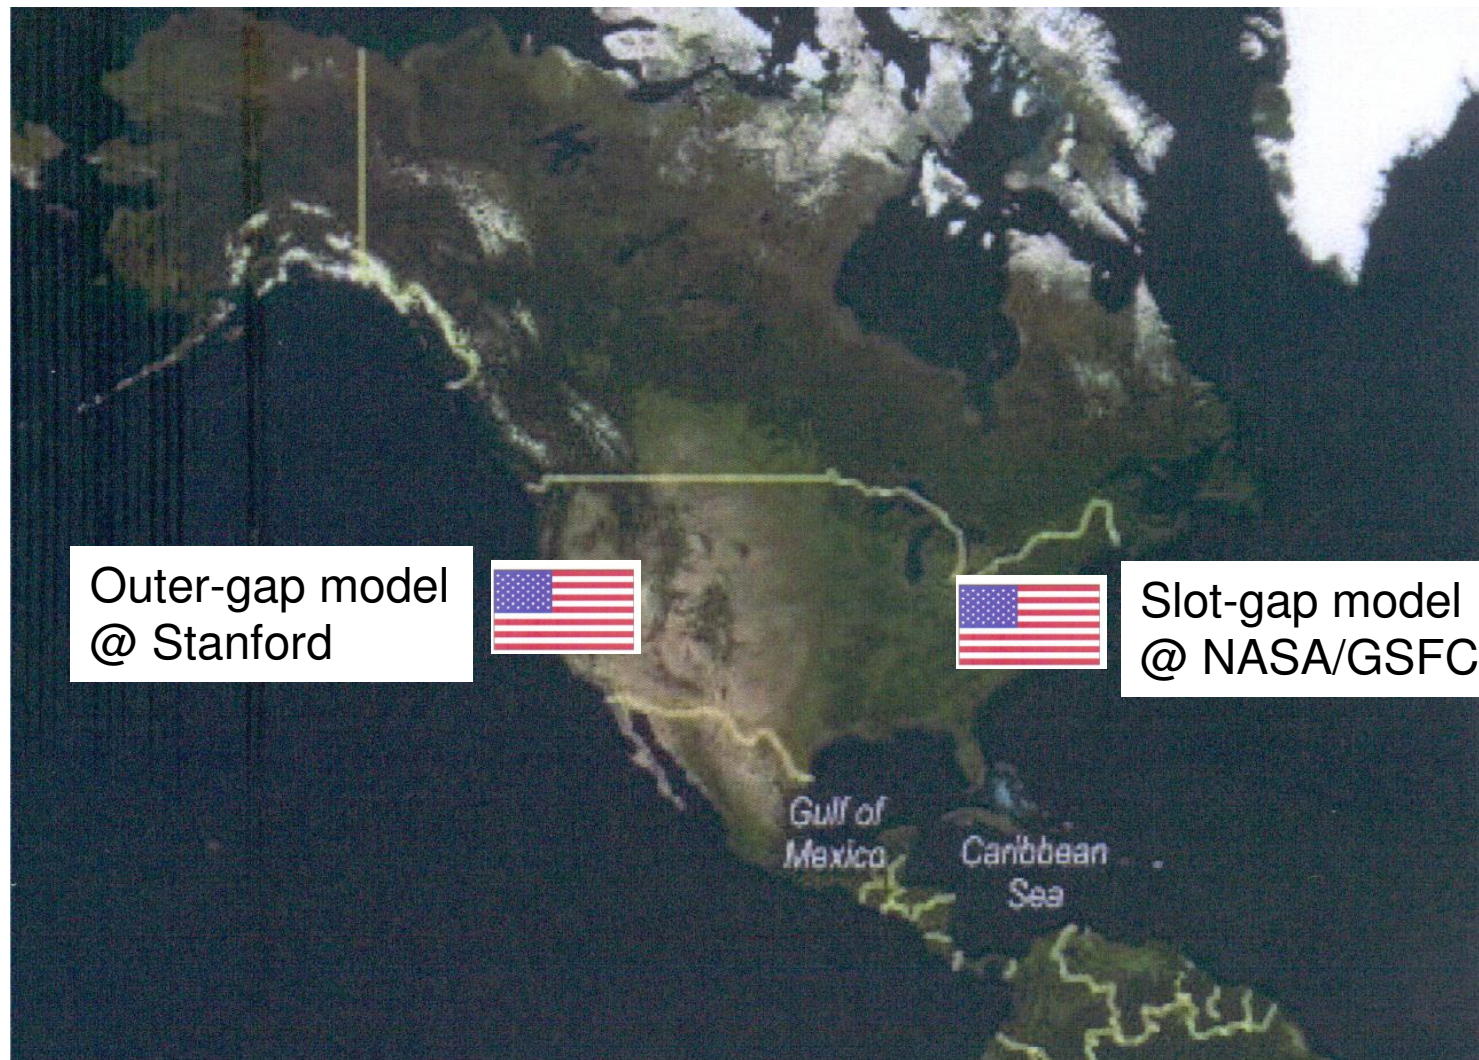 Outer-gap model
@ Stanford
Slot-gap model
@ NASA/GSFC
Gulf of
Mexico
Caribbean
Sea